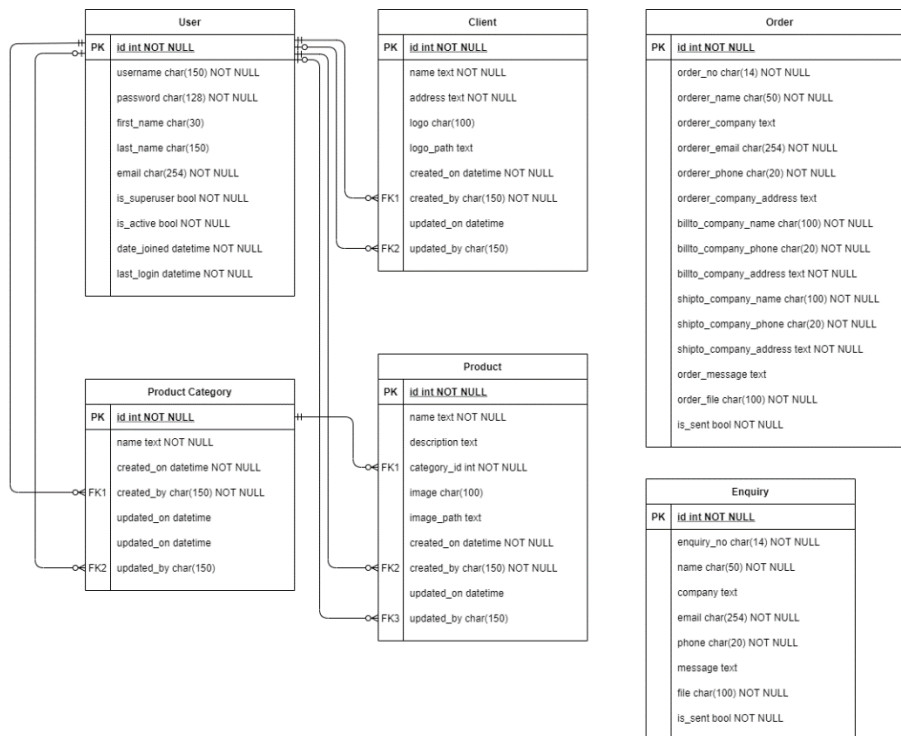 User
PK id int NOT NULL
username char(150) NOT NULL
password char(128) NOT NULL
first_name char(30)
last_name char(150)
email char(254) NOT NULL
is_superuser bool NOT NULL
is_active bool NOT NULL
date_joined datetime NOT NULL
last_login datetime NOT NULL
Client
PK id int NOT NULL
name text NOT NULL
address text NOT NULL
logo char(100)
logo_path text
created_on datetime NOT NULL
FK1 created_by char(150) NOT NULL
updated_on datetime
FK2 updated_by char(150)
Order
PK id int NOT NULL
order_no char(14) NOT NULL
orderer_name char(50) NOT NULL
orderer_company text
orderer_email char(254) NOT NULL
orderer_phone char(20) NOT NULL
orderer_company_address text
billto_company_name char(100) NOT NULL
billto_company_phone char(20) NOT NULL
billto_company_address text NOT NULL
shipto_company_name char(100) NOT NULL
shipto_company_phone char(20) NOT NULL
shipto_company_address text NOT NULL
order_message text
order_file char(100) NOT NULL
is_sent bool NOT NULL
Product Category
PK id int NOT NULL
name text NOT NULL
created_on datetime NOT NULL
FK1 created_by char(150) NOT NULL
updated_on datetime
updated_on datetime
FK2 updated_by char(150)
Product
PK id int NOT NULL
name text NOT NULL
description text
FK1 category_id int NOT NULL
image char(100)
image_path text
created_on datetime NOT NULL
FK2 created_by char(150) NOT NULL
updated_on datetime
FK3 updated_by char(150)
Enquiry
PK id int NOT NULL
enquiry_no char(14) NOT NULL
name char(50) NOT NULL
company text
email char(254) NOT NULL
phone char(20) NOT NULL
message text
file char(100) NOT NULL
is_sent bool NOT NULL